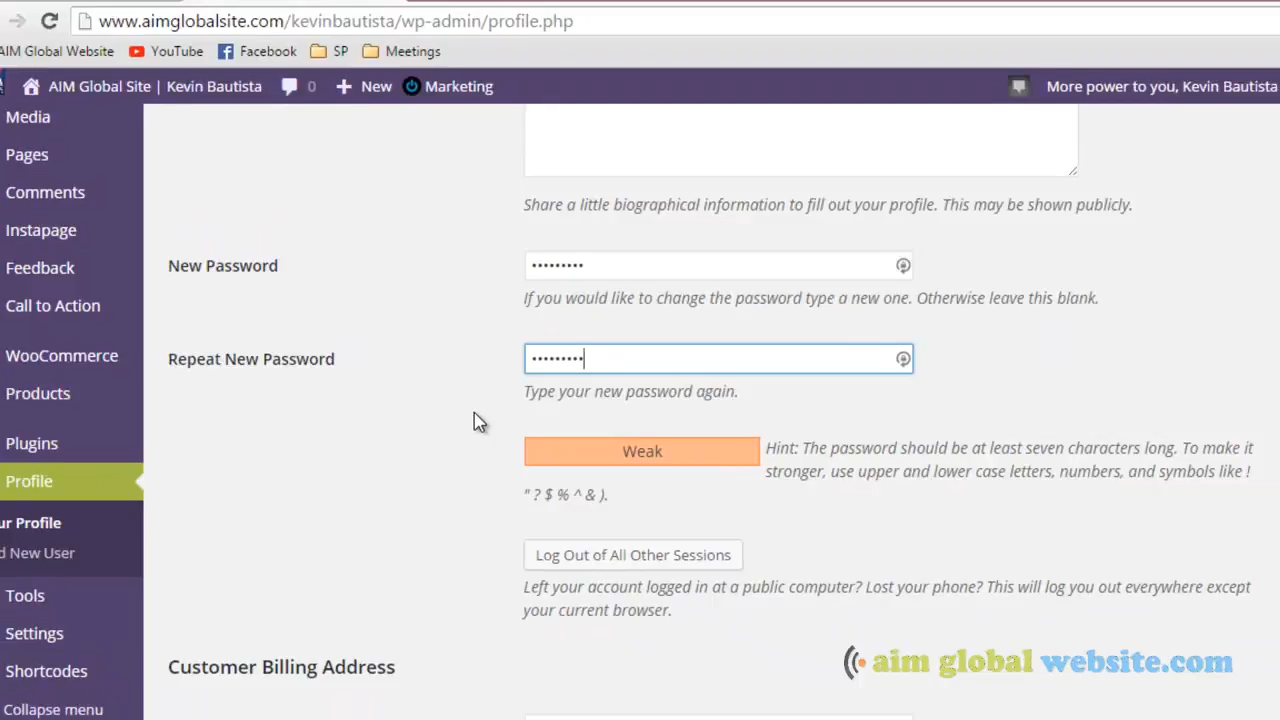 www.aimglobalsite.com/kevinbautista/wp-admin/profile.php
AIM Global Website YouTube Facebook SP Meetings
AIM Global Site | Kevin Bautista 0 New Marketing More power to you, Kevin Bautista
Media
Pages
Comments
Instapage
Feedback
Call to Action
WooCommerce
Products
Plugins
Profile
ur Profile
d New User
Tools
Settings
Shortcodes
Collapse menu
Share a little biographical information to fill out your profile. This may be shown publicly.
New Password •••••••••
If you would like to change the password type a new one. Otherwise leave this blank.
Repeat New Password •••••••••
Type your new password again.
Weak
Hint: The password should be at least seven characters long. To make it
stronger, use upper and lower case letters, numbers, and symbols like !
" ? $ % ^ & ).
Log Out of All Other Sessions
Left your account logged in at a public computer? Lost your phone? This will log you out everywhere except
your current browser.
Customer Billing Address
aim global website.com